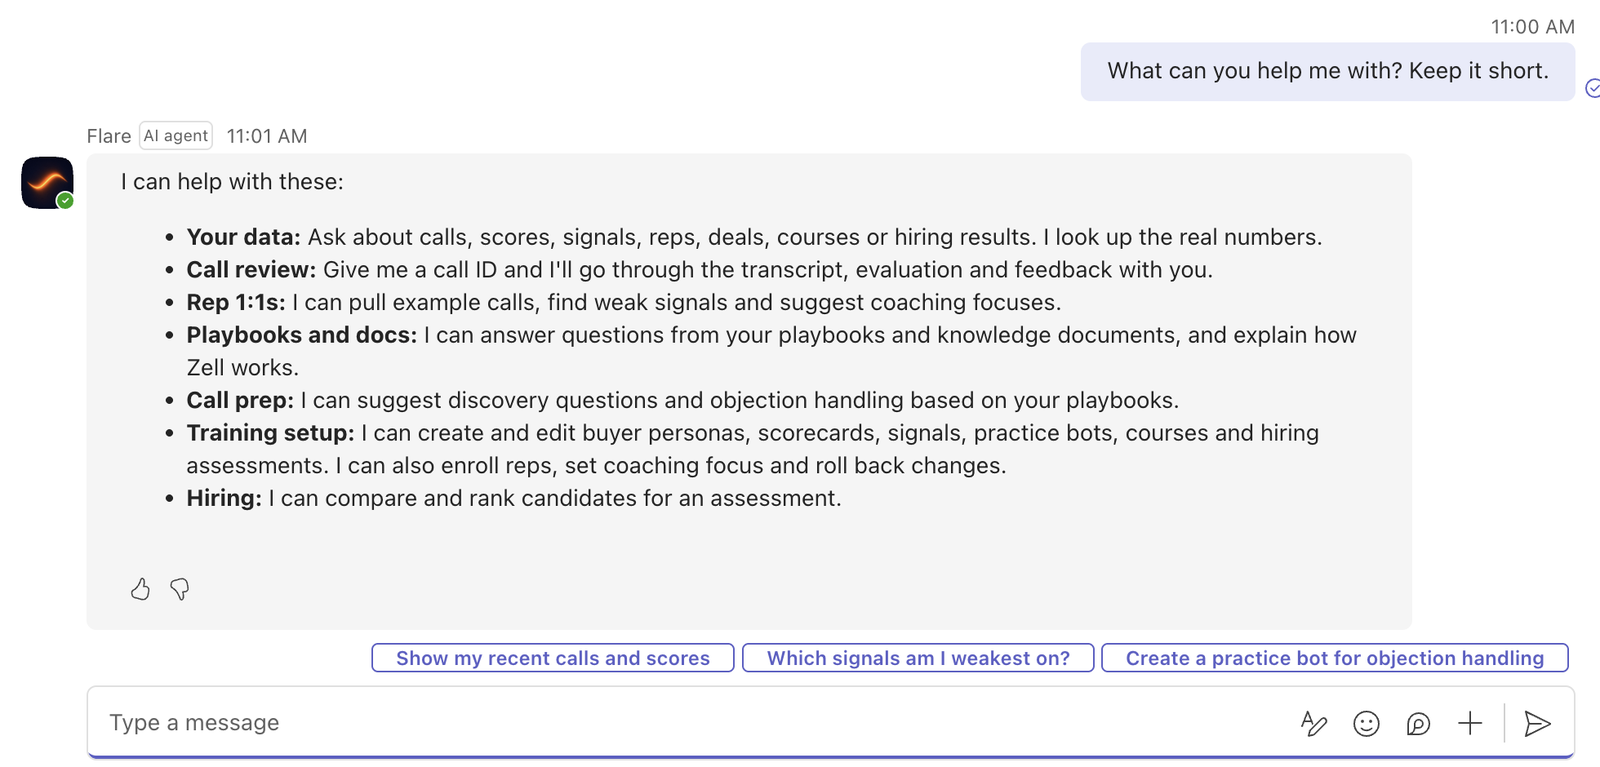 11:00 AM
What can you help me with? Keep it short.
Flare AI agent 11:01 AM
I can help with these:
• Your data: Ask about calls, scores, signals, reps, deals, courses or hiring results. I look up the real numbers.
• Call review: Give me a call ID and I'll go through the transcript, evaluation and feedback with you.
• Rep 1:1s: I can pull example calls, find weak signals and suggest coaching focuses.
• Playbooks and docs: I can answer questions from your playbooks and knowledge documents, and explain how
Zell works.
• Call prep: I can suggest discovery questions and objection handling based on your playbooks.
• Training setup: I can create and edit buyer personas, scorecards, signals, practice bots, courses and hiring
assessments. I can also enroll reps, set coaching focus and roll back changes.
• Hiring: I can compare and rank candidates for an assessment.
Show my recent calls and scores
Which signals am I weakest on?
Create a practice bot for objection handling
Type a message